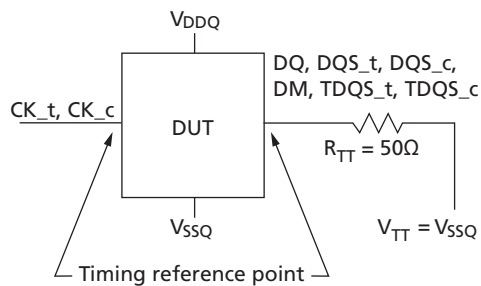 VDDQ
DQ, DQS_t, DQS_c,
DM, TDQS_t, TDQS_c
CK_t, CK_c
DUT
RTT = 50Ω
VSSQ
VTT = VSSQ
Timing reference point